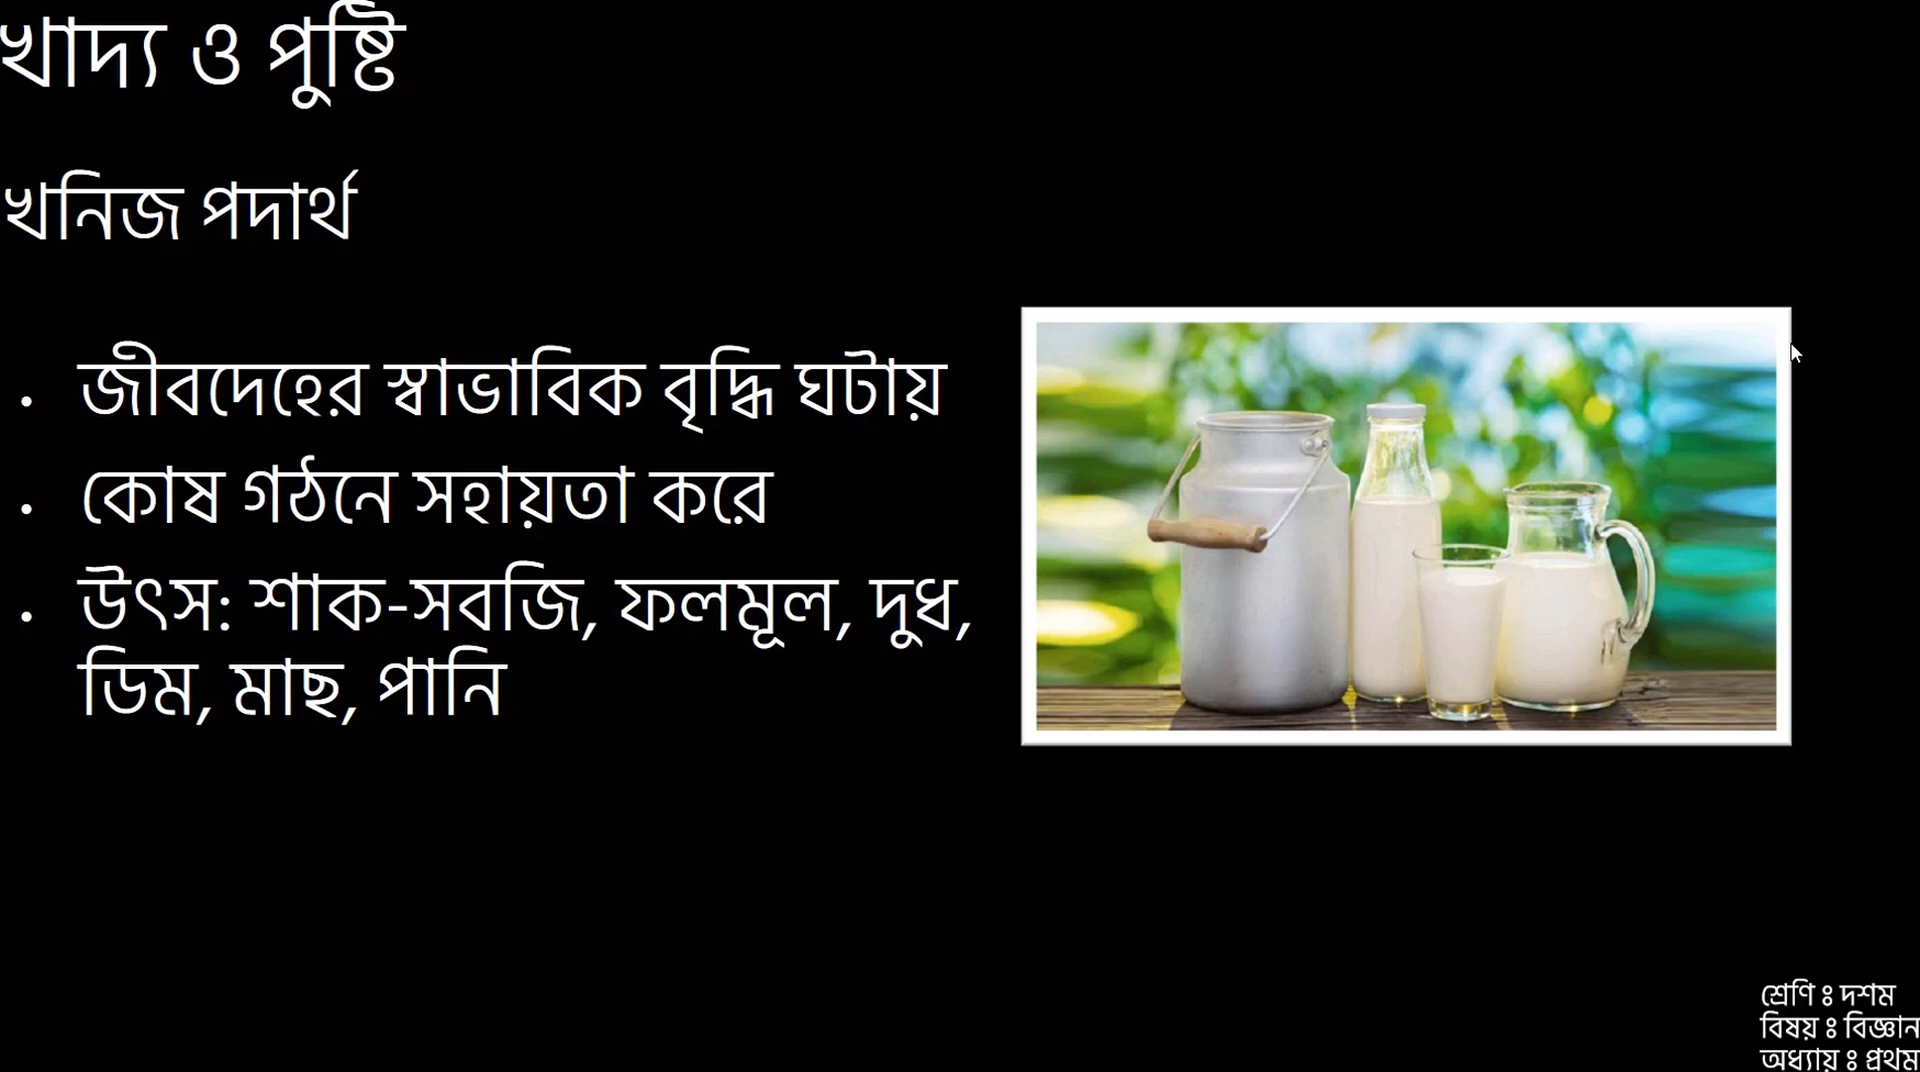 খাদ্য ও পুষ্টি
খনিজ পদার্থ
• জীবদেহের স্বাভাবিক বৃদ্ধি ঘটায়
• কোষ গঠনে সহায়তা করে
• উৎস: শাক-সবজি, ফলমূল, দুধ,
ডিম, মাছ, পানি
শ্রেণি ঃ দশম
বিষয় ঃ বিজ্ঞান
অধ্যায় ঃ প্রথম